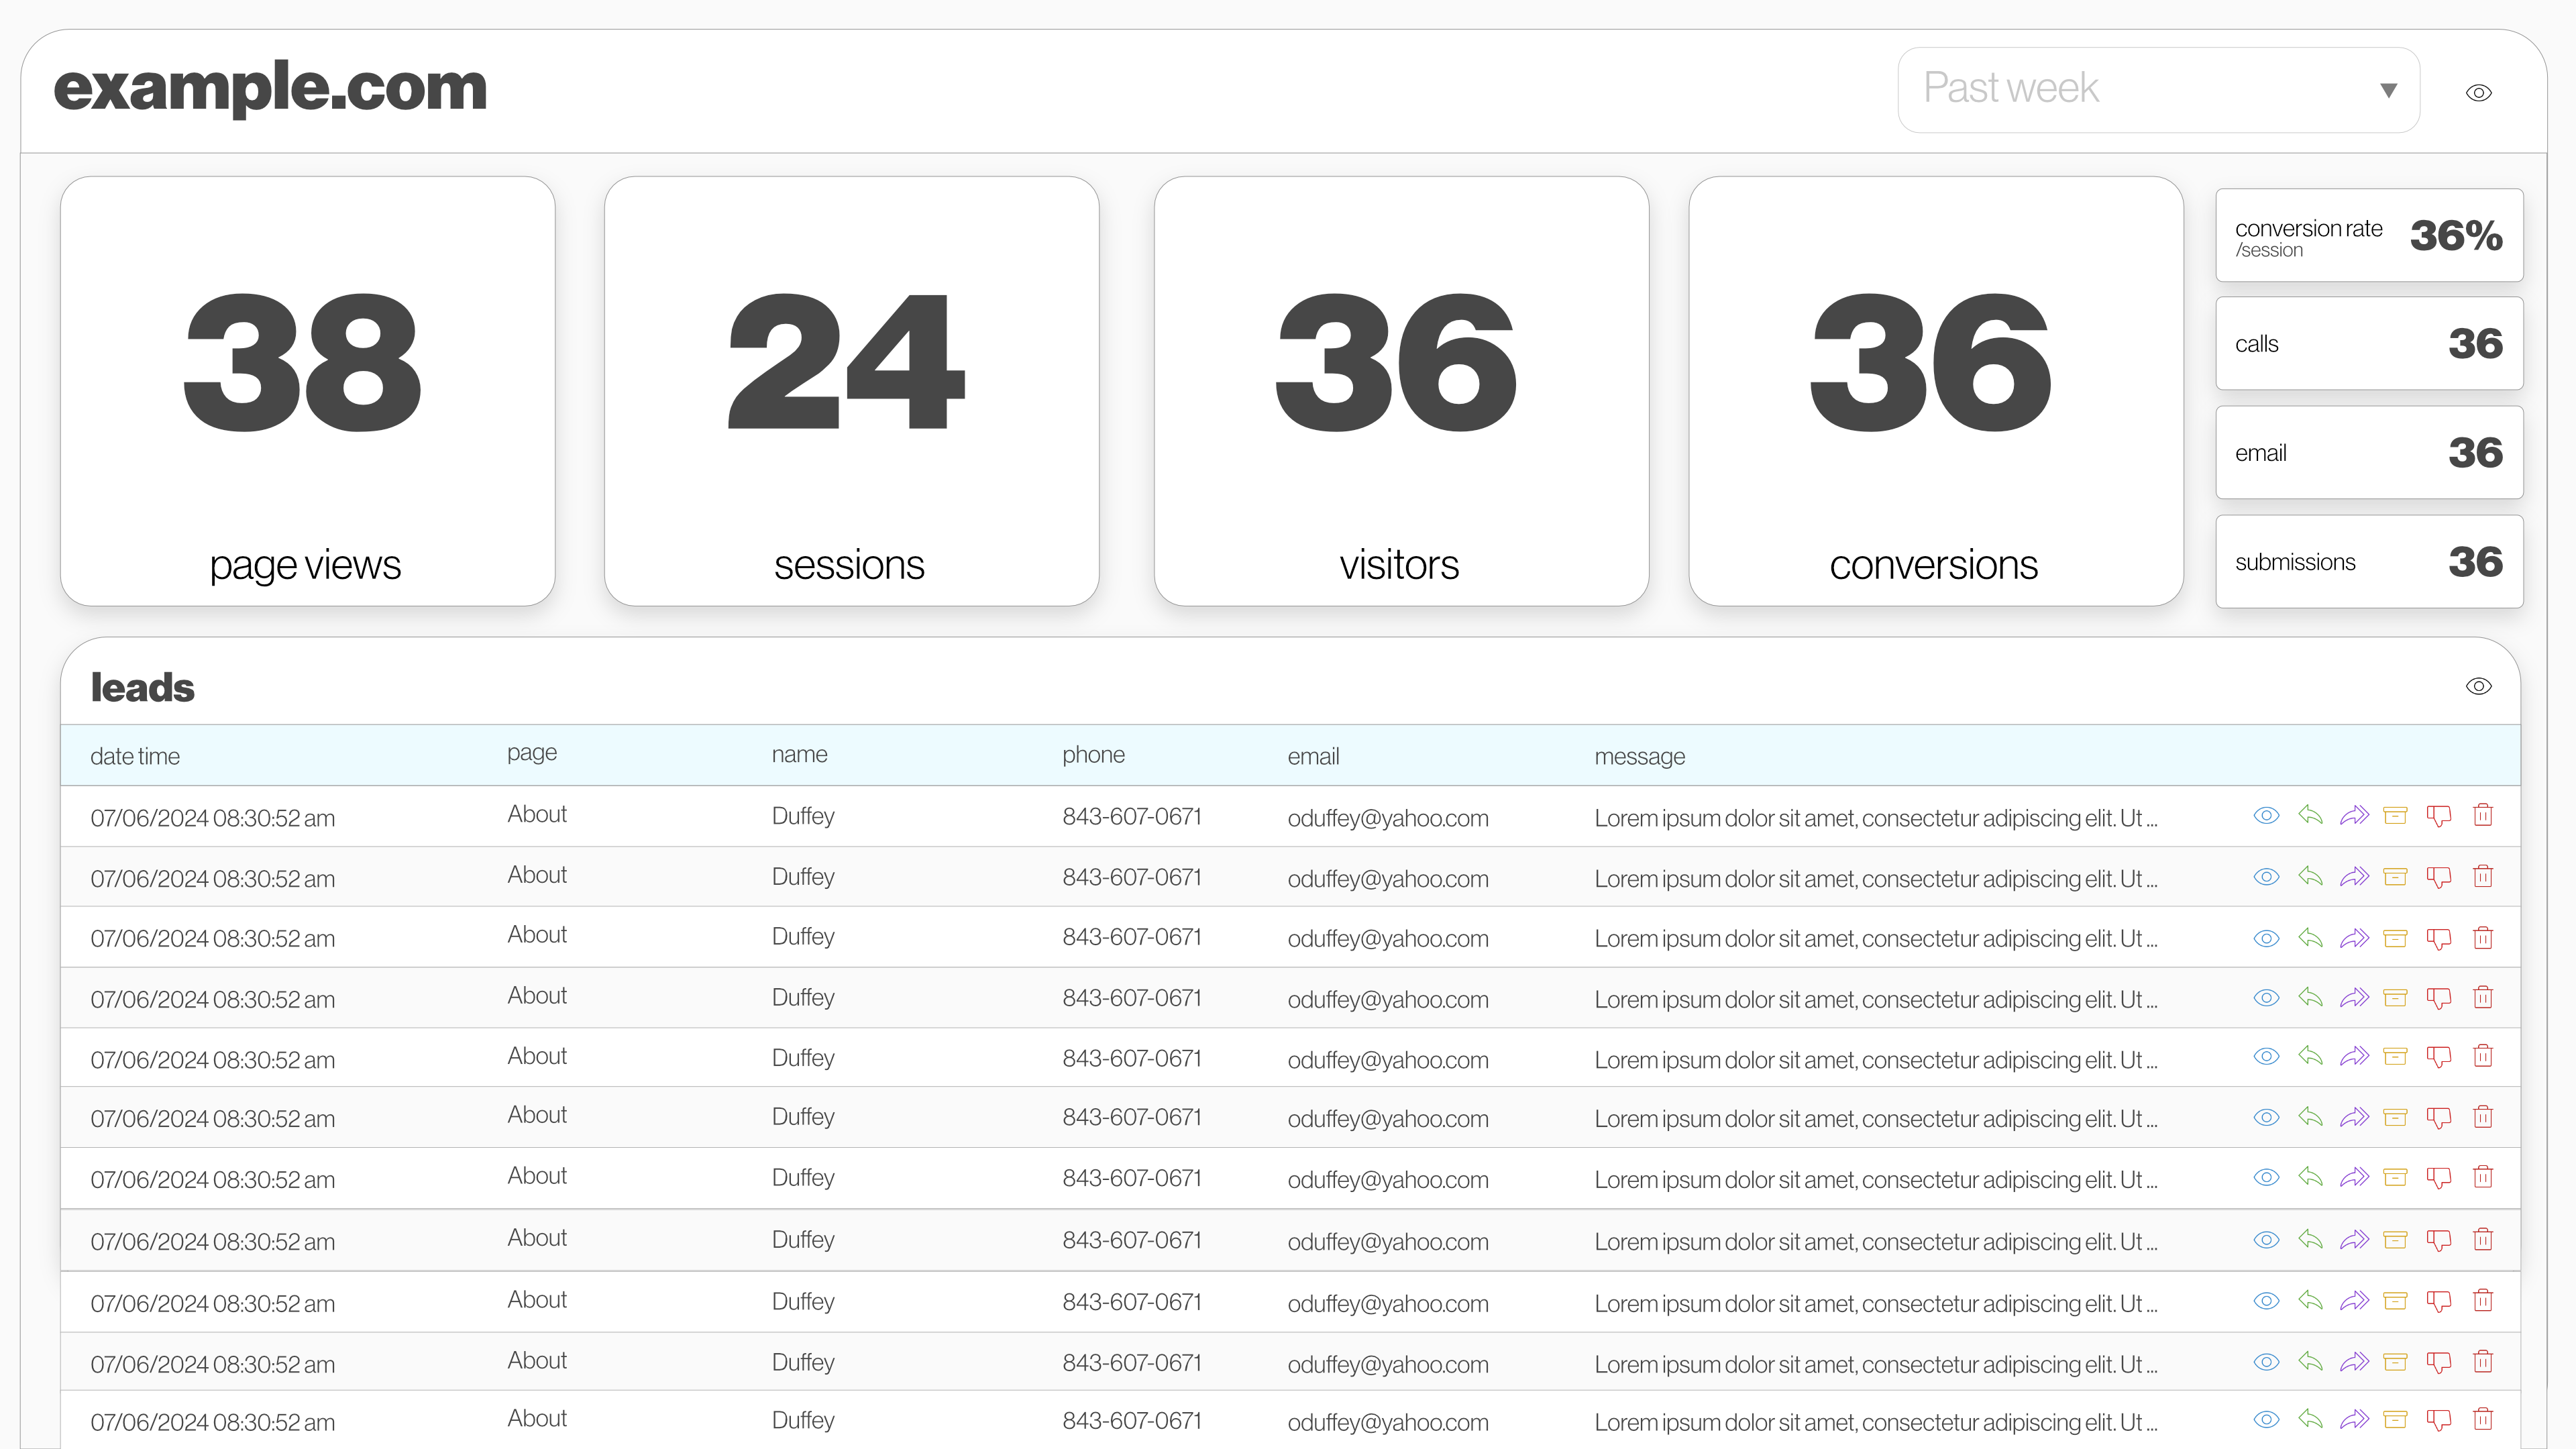 example.com
Past week
38
page views
24
sessions
36
visitors
36
conversions
conversion rate
/session
36%
calls 36
email 36
submissions 36
leads
date time page name phone email message
07/06/2024 08:30:52 am About Duffey 843-607-0671 oduffey@yahoo.com Lorem ipsum dolor sit amet, consectetur adipiscing elit. Ut ...
07/06/2024 08:30:52 am About Duffey 843-607-0671 oduffey@yahoo.com Lorem ipsum dolor sit amet, consectetur adipiscing elit. Ut ...
07/06/2024 08:30:52 am About Duffey 843-607-0671 oduffey@yahoo.com Lorem ipsum dolor sit amet, consectetur adipiscing elit. Ut ...
07/06/2024 08:30:52 am About Duffey 843-607-0671 oduffey@yahoo.com Lorem ipsum dolor sit amet, consectetur adipiscing elit. Ut ...
07/06/2024 08:30:52 am About Duffey 843-607-0671 oduffey@yahoo.com Lorem ipsum dolor sit amet, consectetur adipiscing elit. Ut ...
07/06/2024 08:30:52 am About Duffey 843-607-0671 oduffey@yahoo.com Lorem ipsum dolor sit amet, consectetur adipiscing elit. Ut ...
07/06/2024 08:30:52 am About Duffey 843-607-0671 oduffey@yahoo.com Lorem ipsum dolor sit amet, consectetur adipiscing elit. Ut ...
07/06/2024 08:30:52 am About Duffey 843-607-0671 oduffey@yahoo.com Lorem ipsum dolor sit amet, consectetur adipiscing elit. Ut ...
07/06/2024 08:30:52 am About Duffey 843-607-0671 oduffey@yahoo.com Lorem ipsum dolor sit amet, consectetur adipiscing elit. Ut ...
07/06/2024 08:30:52 am About Duffey 843-607-0671 oduffey@yahoo.com Lorem ipsum dolor sit amet, consectetur adipiscing elit. Ut ...
07/06/2024 08:30:52 am About Duffey 843-607-0671 oduffey@yahoo.com Lorem ipsum dolor sit amet, consectetur adipiscing elit. Ut ...